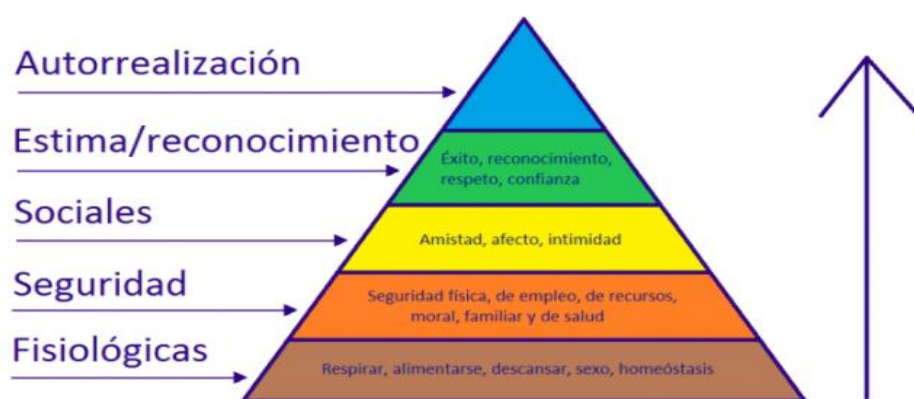 Autorrealización
Estima/reconocimiento
Éxito, reconocimiento,
respeto, confianza
Sociales
Amistad, afecto, intimidad
Seguridad
Seguridad física, de empleo, de recursos,
moral, familiar y de salud
Fisiológicas
Respirar, alimentarse, descansar, sexo, homeóstasis